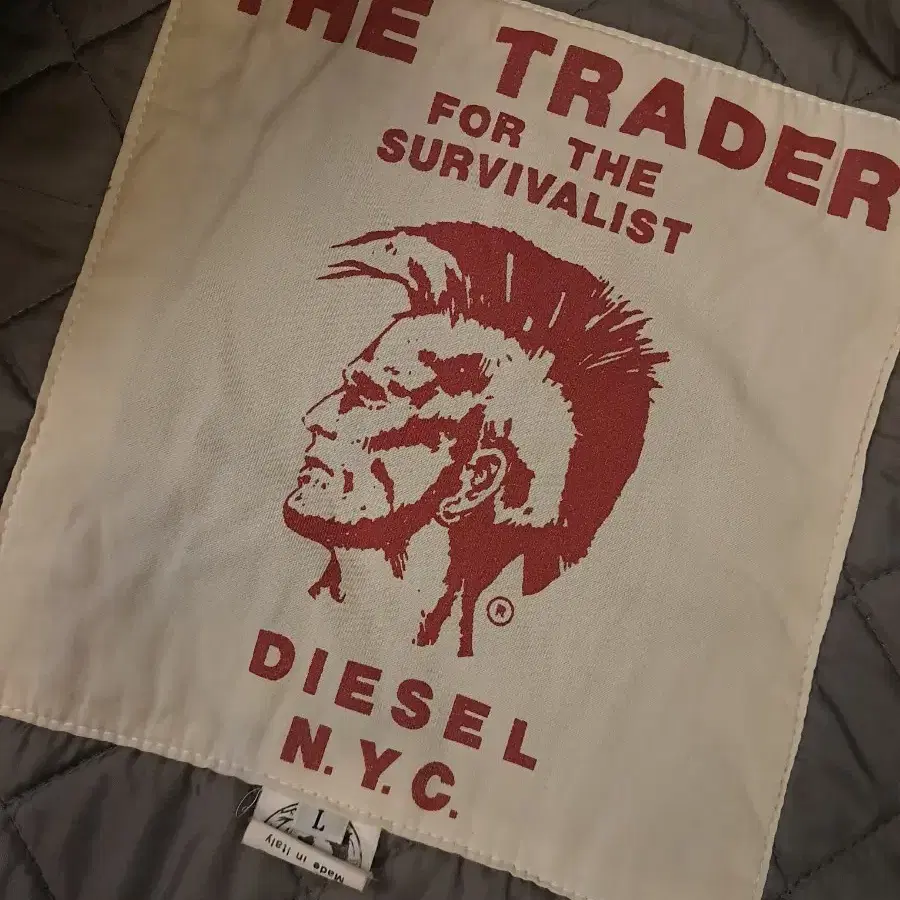 THE TRADER
FOR THE
SURVIVALIST
®
DIESEL
N.Y.C.
L
Made in Italy